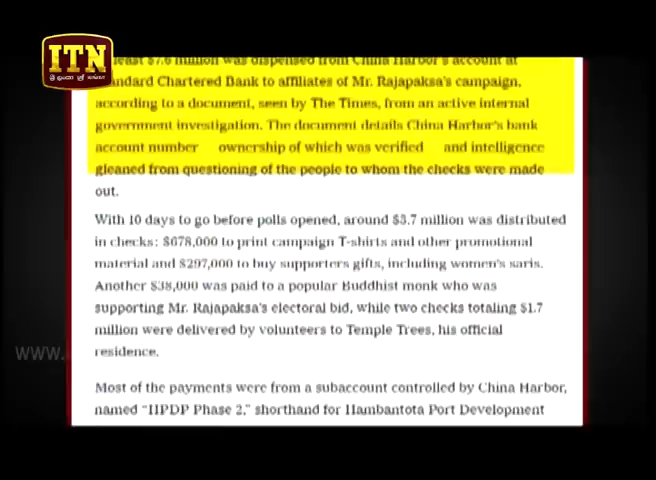 ITN
ශ්‍රී ලංකා இலங்கை
least $7.6 million was dispensed from China Harbor's account at
andard Chartered Bank to affiliates of Mr. Rajapaksa's campaign,
according to a document, seen by The Times, from an active internal
government investigation. The document details China Harbor's bank
account number ownership of which was verified and intelligence
gleaned from questioning of the people to whom the checks were made
out.
With 10 days to go before polls opened, around $3.7 million was distributed
in checks: $678,000 to print campaign T-shirts and other promotional
material and $297,000 to buy supporters gifts, including women's saris.
Another $38,000 was paid to a popular Buddhist monk who was
supporting Mr. Rajapaksa's electoral bid, while two checks totaling $1.7
million were delivered by volunteers to Temple Trees, his official
residence.
www.
Most of the payments were from a subaccount controlled by China Harbor,
named “HPDP Phase 2,” shorthand for Hambantota Port Development